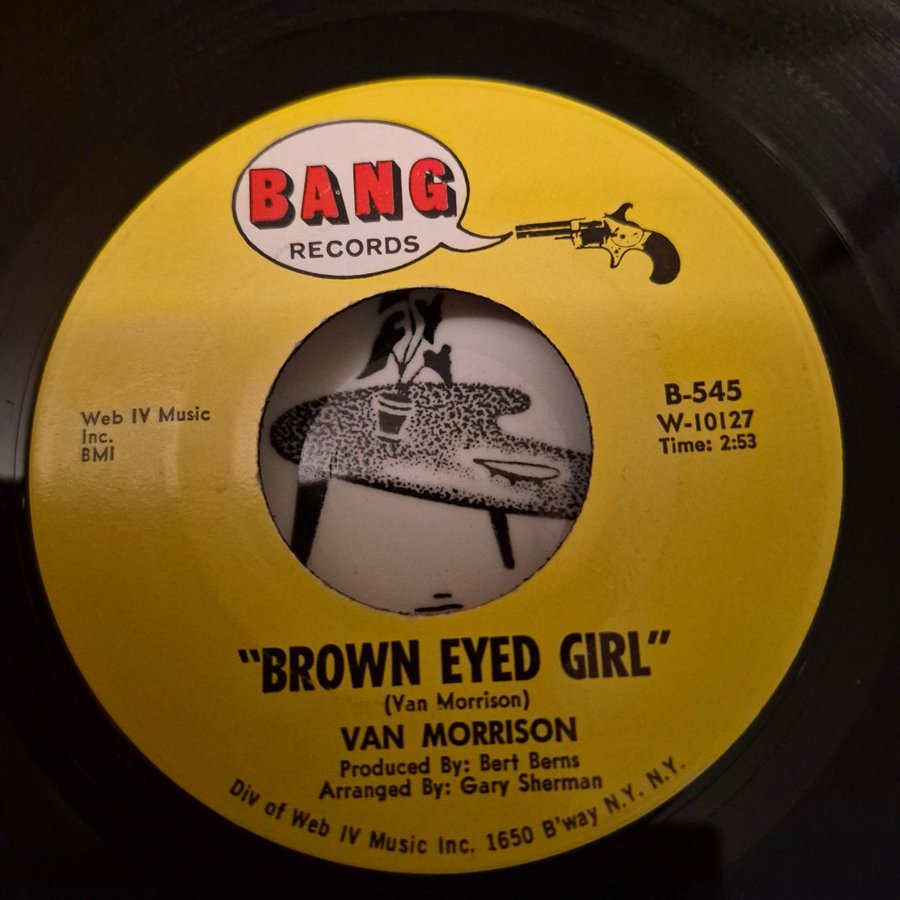 BANG
RECORDS
Web IV Music
Inc.
BMI
B-545
W-10127
Time: 2:53
"BROWN EYED GIRL"
(Van Morrison)
VAN MORRISON
Produced By: Bert Berns
Arranged By: Gary Sherman
Div of Web IV Music Inc. 1650 B'way N.Y. N.Y.